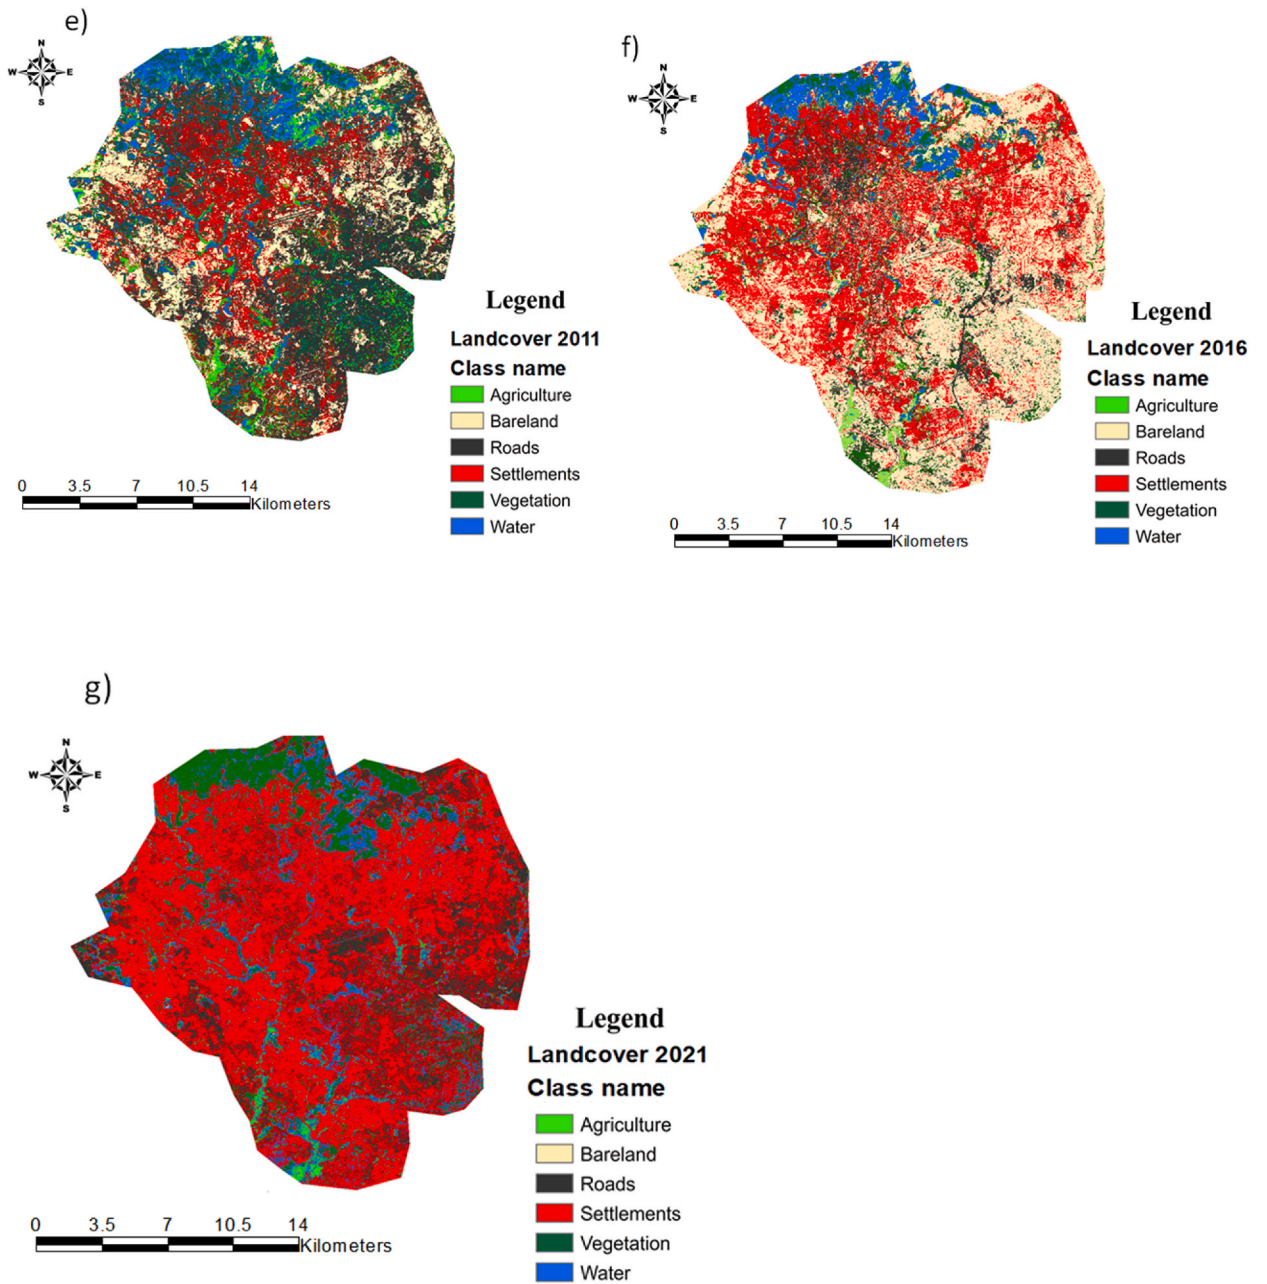 e)
N
W E
S
Legend
Landcover 2011
Class name
Agriculture
Bareland
Roads
Settlements
Vegetation
Water
0 3.5 7 10.5 14
Kilometers
f)
N
W E
S
Legend
Landcover 2016
Class name
Agriculture
Bareland
Roads
Settlements
Vegetation
Water
0 3.5 7 10.5 14
Kilometers
g)
N
W E
S
Legend
Landcover 2021
Class name
Agriculture
Bareland
Roads
Settlements
Vegetation
Water
0 3.5 7 10.5 14
Kilometers